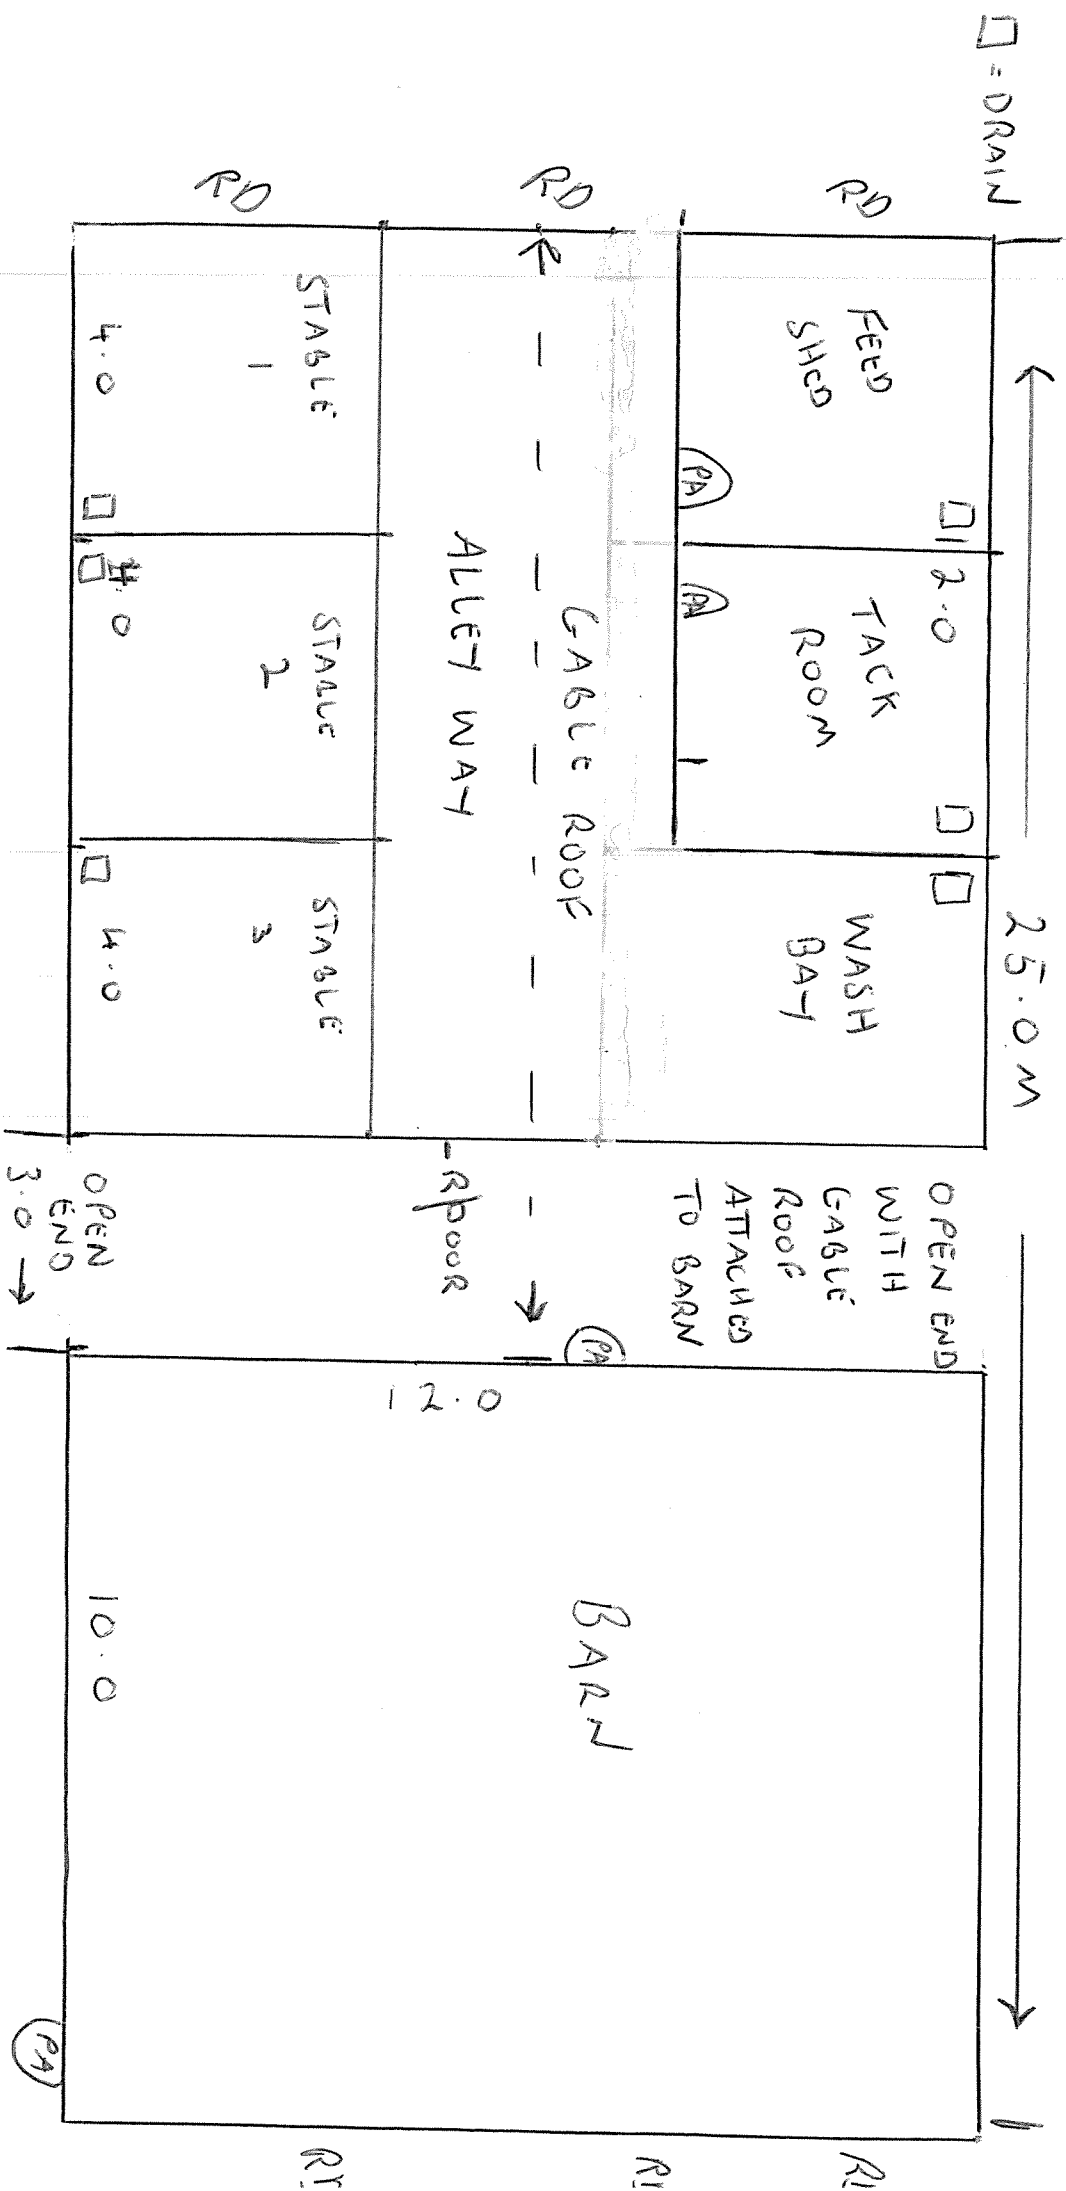 □ = DRAIN
25.0 M
RD
RD
RD
FEED
SHED
PA
TACK
ROOM
2.0
PA
WASH
BAY
GABLE ROOF
ALLEY WAY
STABLE
1
4.0
STABLE
2
4.0
STABLE
3
4.0
OPEN END
WITH
GABLE
ROOF
ATTACHED
TO BARN
R/DOOR
OPEN
END
3.0
PA
12.0
BARN
10.0
PA